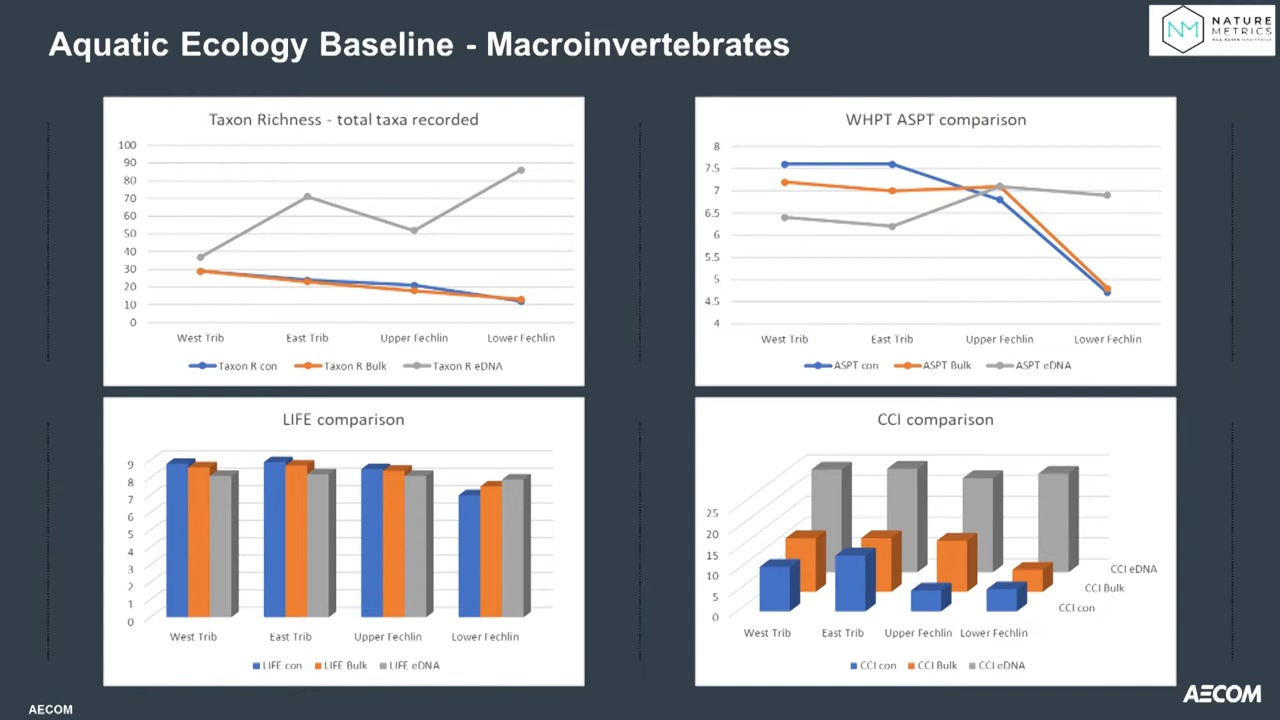 Aquatic Ecology Baseline - Macroinvertebrates
NATURE
METRICS
Taxon Richness - total taxa recorded
100
90
80
70
60
50
40
30
20
10
0
West Trib East Trib Upper Fechlin Lower Fechlin
Taxon R con Taxon R Bulk Taxon R eDNA
WHPT ASPT comparison
8
7.5
7
6.5
6
5.5
5
4.5
4
West Trib East Trib Upper Fechlin Lower Fechlin
ASPT con ASPT Bulk ASPT eDNA
LIFE comparison
9
8
7
6
5
4
3
2
1
0
West Trib East Trib Upper Fechlin Lower Fechlin
LIFE con LIFE Bulk LIFE eDNA
CCI comparison
25
20
15
10
5
0
CCI eDNA
CCI Bulk
CCI con
West Trib East Trib Upper Fechlin Lower Fechlin
CCI con CCI Bulk CCI eDNA
AECOM
AECOM